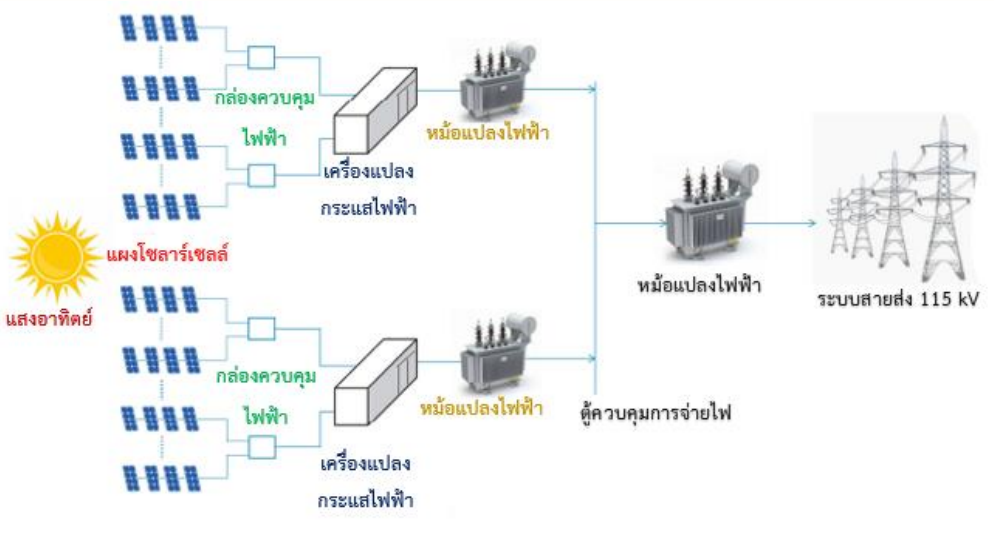 กล่องควบคุม
ไฟฟ้า
หม้อแปลงไฟฟ้า
เครื่องแปลง
กระแสไฟฟ้า
แผงโซลาร์เซลล์
แสงอาทิตย์
หม้อแปลงไฟฟ้า
ระบบสายส่ง 115 kV
กล่องควบคุม
ไฟฟ้า
หม้อแปลงไฟฟ้า
ตู้ควบคุมการจ่ายไฟ
เครื่องแปลง
กระแสไฟฟ้า